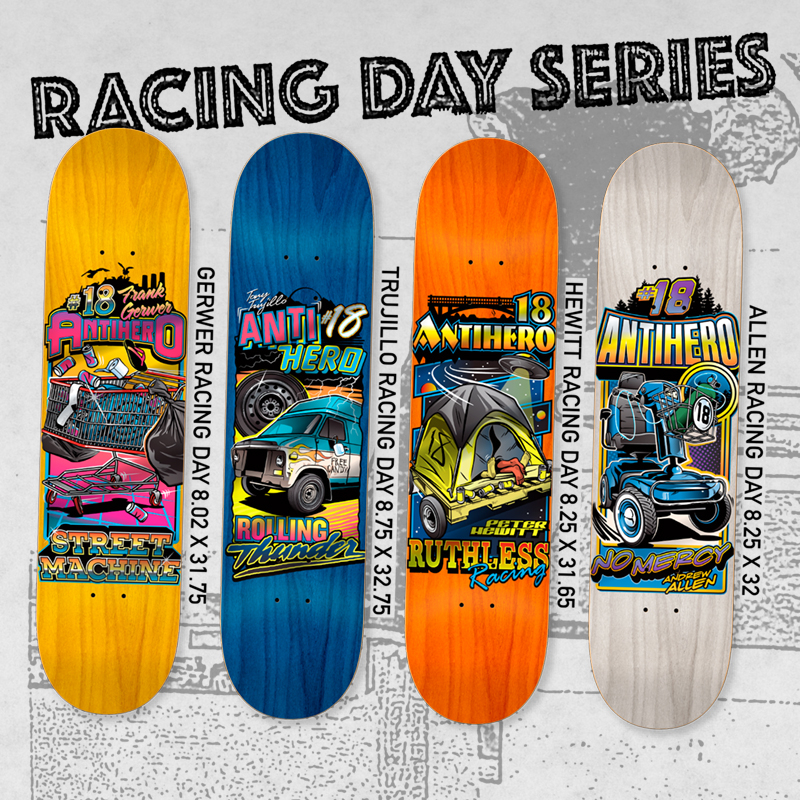 RACING DAY SERIES
#18 Frank
Gerwer
ANTIHERO
STREET
MACHINE
GERWER RACING DAY 8.02 X 31.75
Tony
Trujillo
ANTI #18
HERO
FREE
CANDY
ROLLING
Thunder
TRUJILLO RACING DAY 8.75 X 32.75
18
ANTIHERO
PETER
HEWITT
RUTHLESS
Racing
HEWITT RACING DAY 8.25 X 31.65
#18
ANTIHERO
18
NO MERCY
ANDREW
ALLEN
ALLEN RACING DAY 8.25 X 32